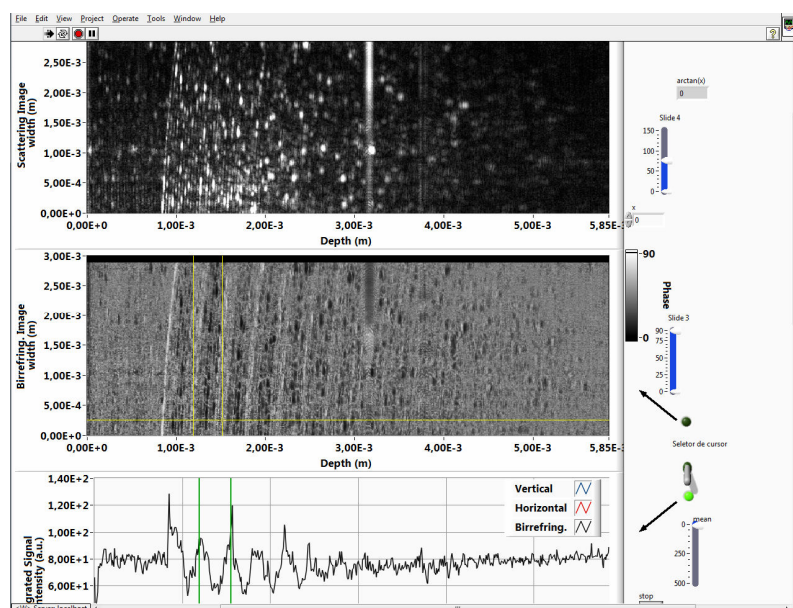 File Edit View Project Operate Tools Window Help
?
Scattering Image
width (m)
2,50E-3
2,00E-3
1,50E-3
1,00E-3
5,00E-4
0,00E+0
0,00E+0 1,00E-3 2,00E-3 3,00E-3 4,00E-3 5,00E-3 5,85E-
Depth (m)
Birrefring. Image
width (m)
3,00E-3
2,50E-3
2,00E-3
1,50E-3
1,00E-3
5,00E-4
0,00E+0
0,00E+0 1,00E-3 2,00E-3 3,00E-3 4,00E-3 5,00E-3 5,85E-
Depth (m)
grated Signal
ntensity (a.u.)
1,40E+2
1,20E+2
1,00E+2
8,00E+1
6,00E+1
Vertical
Horizontal
Birrefring.
arctan(x)
0
Slide 4
150
100
50
0
x
0
90
Phase
0
Slide 3
90
75
50
25
0
Seletor de cursor
mean
0
250
500
stop